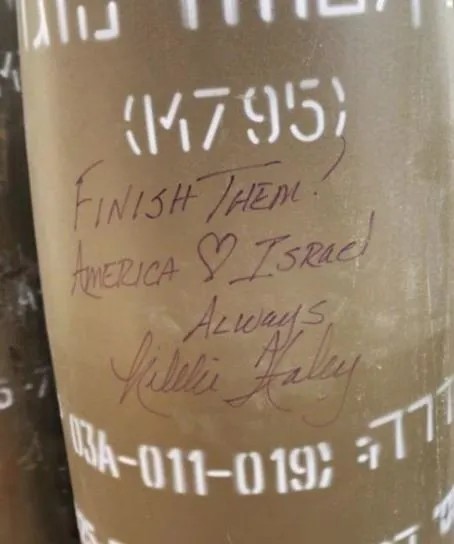 (M795)
FINISH THEM!
AMERICA ♡ ISRAEL
ALWAYS
Nikki Haley
03A-011-019;